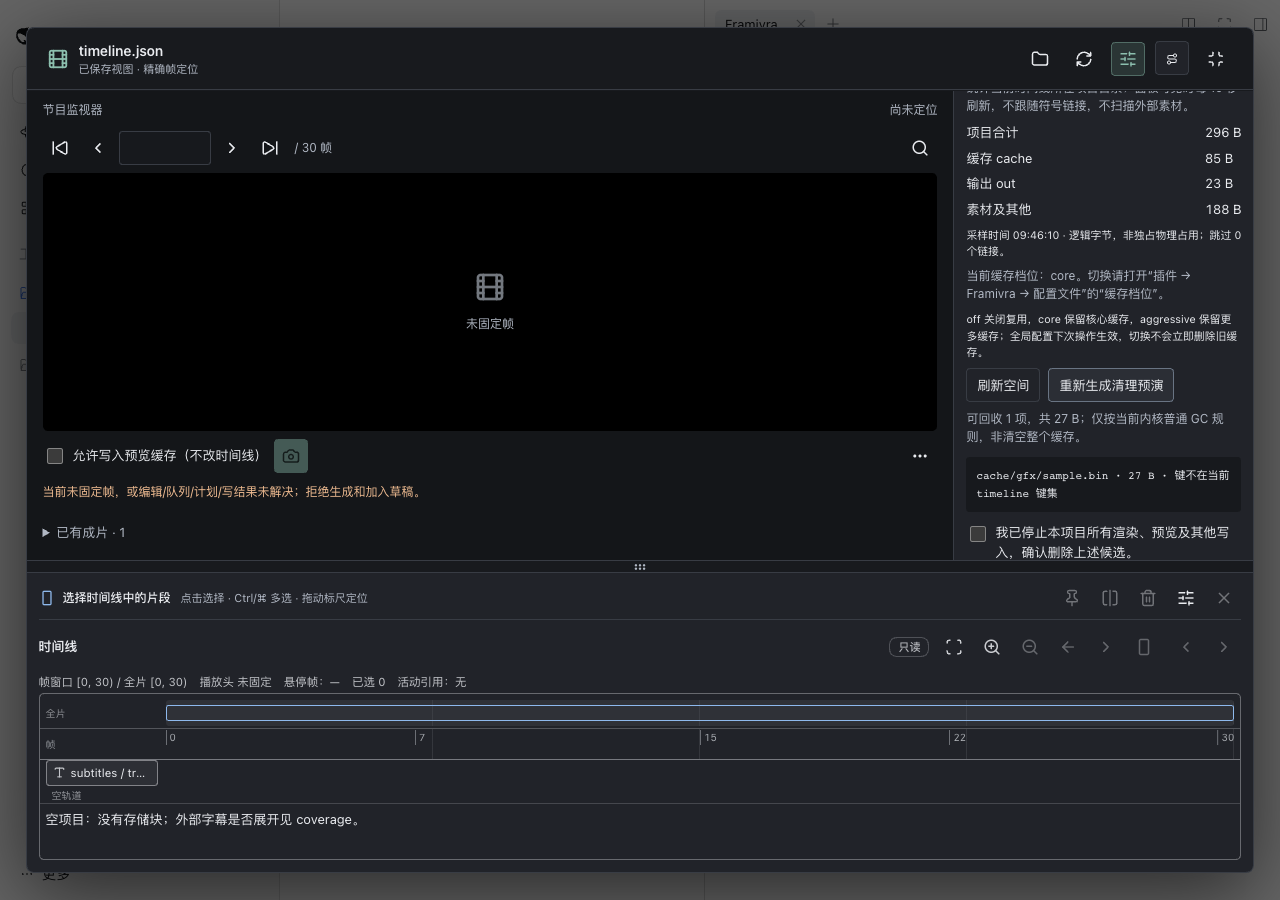 Framivra
timeline.json
已保存视图 · 精确帧定位
节目监视器
尚未定位
/ 30 帧
未固定帧
允许写入预览缓存（不改时间线）
当前未固定帧，或编辑/队列/计划/写结果未解决；拒绝生成和加入草稿。
已有成片 · 1
刷新，不跟随符号链接，不扫描外部素材。
项目合计 296 B
缓存 cache 85 B
输出 out 23 B
素材及其他 188 B
采样时间 09:46:10 · 逻辑字节，非独占物理占用；跳过 0
个链接。
当前缓存档位：core。切换请打开“插件 →
Framivra → 配置文件”的“缓存档位”。
off 关闭复用，core 保留核心缓存，aggressive 保留更
多缓存；全局配置下次操作生效，切换不会立即删除旧缓
存。
刷新空间 重新生成清理预演
可回收 1 项，共 27 B；仅按当前内核普通 GC 规
则，非清空整个缓存。
cache/gfx/sample.bin · 27 B · 键不在当前
timeline 键集
我已停止本项目所有渲染、预览及其他写
入，确认删除上述候选。
选择时间线中的片段 点击选择 · Ctrl/⌘ 多选 · 拖动标尺定位
时间线
只读
帧窗口 [0, 30) / 全片 [0, 30) 播放头 未固定 悬停帧：— 已选 0 活动引用：无
全片
帧 0 7 15 22 30
subtitles / tr...
空轨道
空项目：没有存储块；外部字幕是否展开见 coverage。
更多